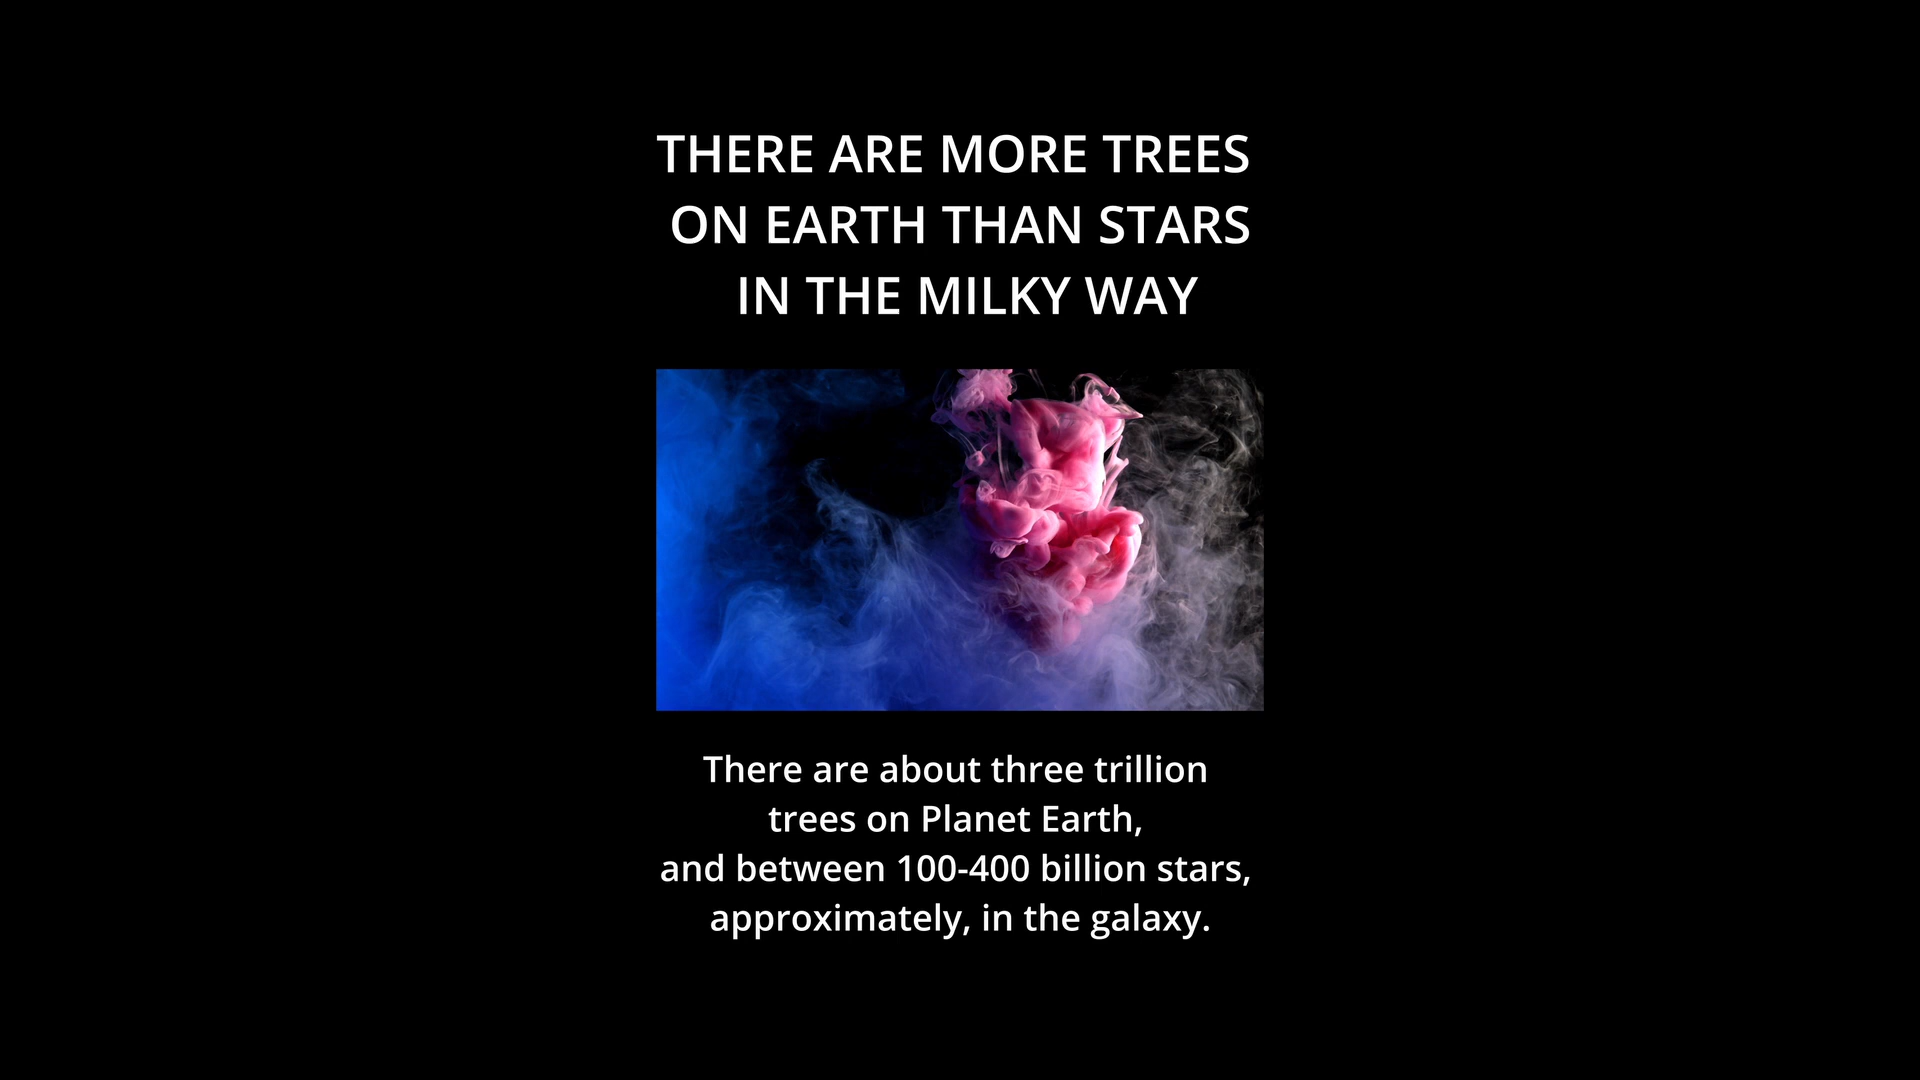 THERE ARE MORE TREES
ON EARTH THAN STARS
IN THE MILKY WAY
There are about three trillion
trees on Planet Earth,
and between 100-400 billion stars,
approximately, in the galaxy.